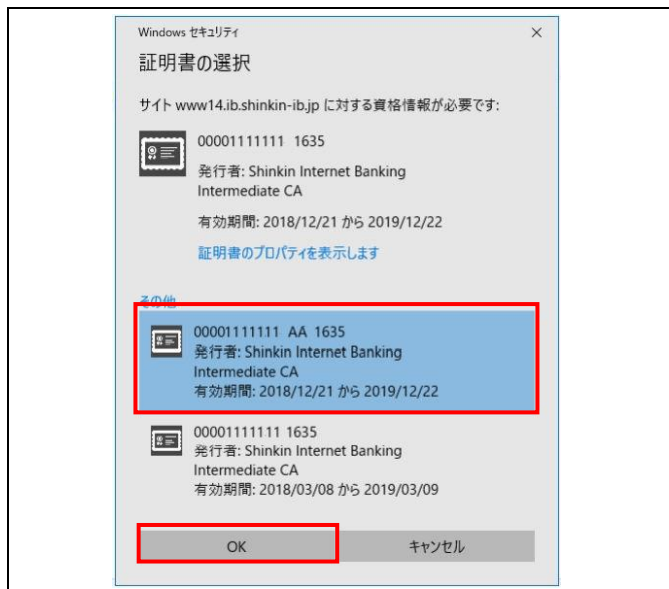 Windows セキュリティ
証明書の選択
サイト www14.ib.shinkin-ib.jp に対する資格情報が必要です:
00001111111 1635
発行者: Shinkin Internet Banking
Intermediate CA
有効期間: 2018/12/21 から 2019/12/22
証明書のプロパティを表示します
その他
00001111111 AA 1635
発行者: Shinkin Internet Banking
Intermediate CA
有効期間: 2018/12/21 から 2019/12/22
00001111111 1635
発行者: Shinkin Internet Banking
Intermediate CA
有効期間: 2018/03/08 から 2019/03/09
OK
キャンセル